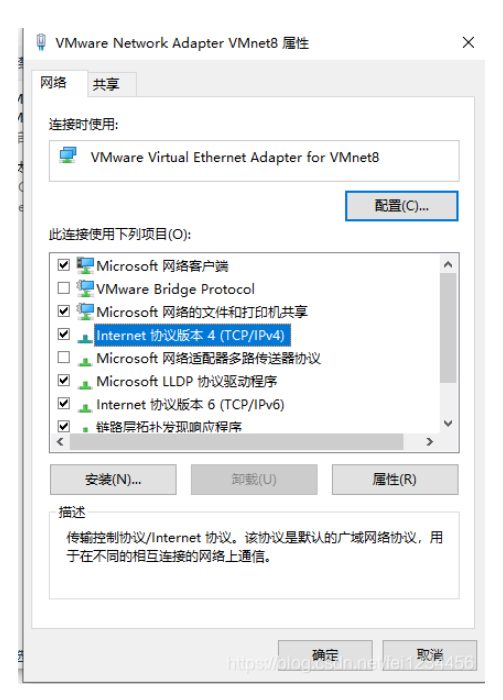 VMware Network Adapter VMnet8 属性
网络 共享
连接时使用:
VMware Virtual Ethernet Adapter for VMnet8
配置(C)...
此连接使用下列项目(O):
Microsoft 网络客户端
VMware Bridge Protocol
Microsoft 网络的文件和打印机共享
Internet 协议版本 4 (TCP/IPv4)
Microsoft 网络适配器多路传送器协议
Microsoft LLDP 协议驱动程序
Internet 协议版本 6 (TCP/IPv6)
链路层拓扑发现响应程序
安装(N)... 卸载(U) 属性(R)
描述
传输控制协议/Internet 协议。该协议是默认的广域网络协议，用
于在不同的相互连接的网络上通信。
确定 取消